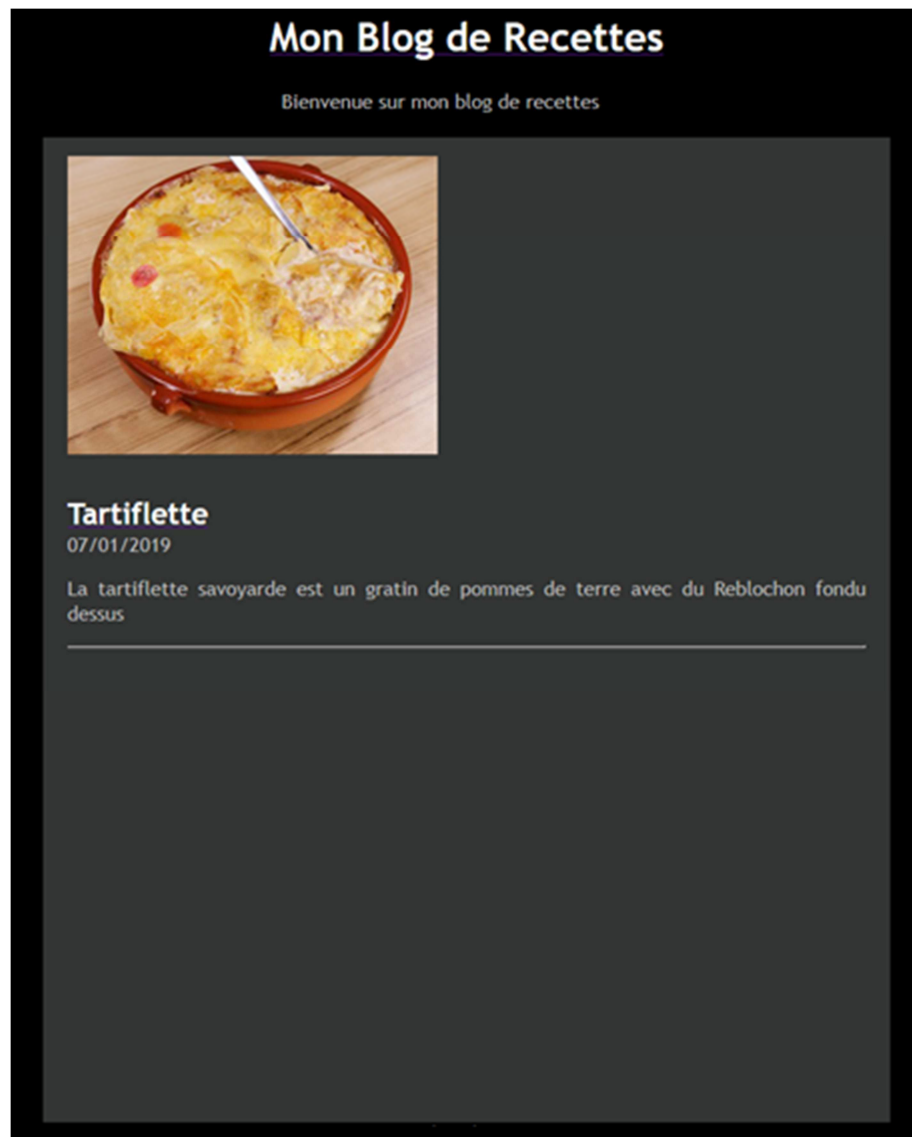 Mon Blog de Recettes
Bienvenue sur mon blog de recettes
Tartiflette
07/01/2019
La tartiflette savoyarde est un gratin de pommes de terre avec du Reblochon fondu
dessus